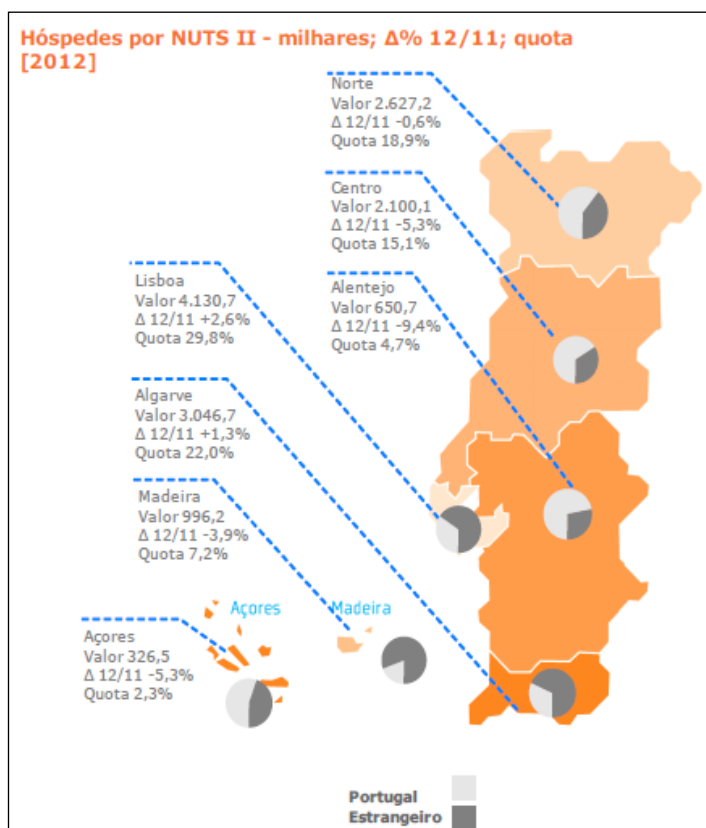 Hóspedes por NUTS II - milhares; Δ% 12/11; quota
[2012]
Norte
Valor 2.627,2
Δ 12/11 -0,6%
Quota 18,9%
Centro
Valor 2.100,1
Δ 12/11 -5,3%
Quota 15,1%
Lisboa
Valor 4.130,7
Δ 12/11 +2,6%
Quota 29,8%
Alentejo
Valor 650,7
Δ 12/11 -9,4%
Quota 4,7%
Algarve
Valor 3.046,7
Δ 12/11 +1,3%
Quota 22,0%
Madeira
Valor 996,2
Δ 12/11 -3,9%
Quota 7,2%
Açores
Madeira
Açores
Valor 326,5
Δ 12/11 -5,3%
Quota 2,3%
Portugal
Estrangeiro